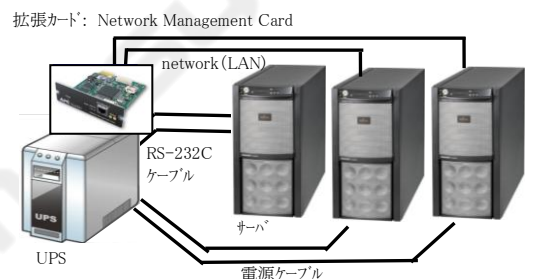 拡張ｶｰﾄﾞ: Network Management Card
network(LAN)
RS-232C
ｹｰﾌﾞﾙ
ｻｰﾊﾞ
UPS
UPS
電源ｹｰﾌﾞﾙ